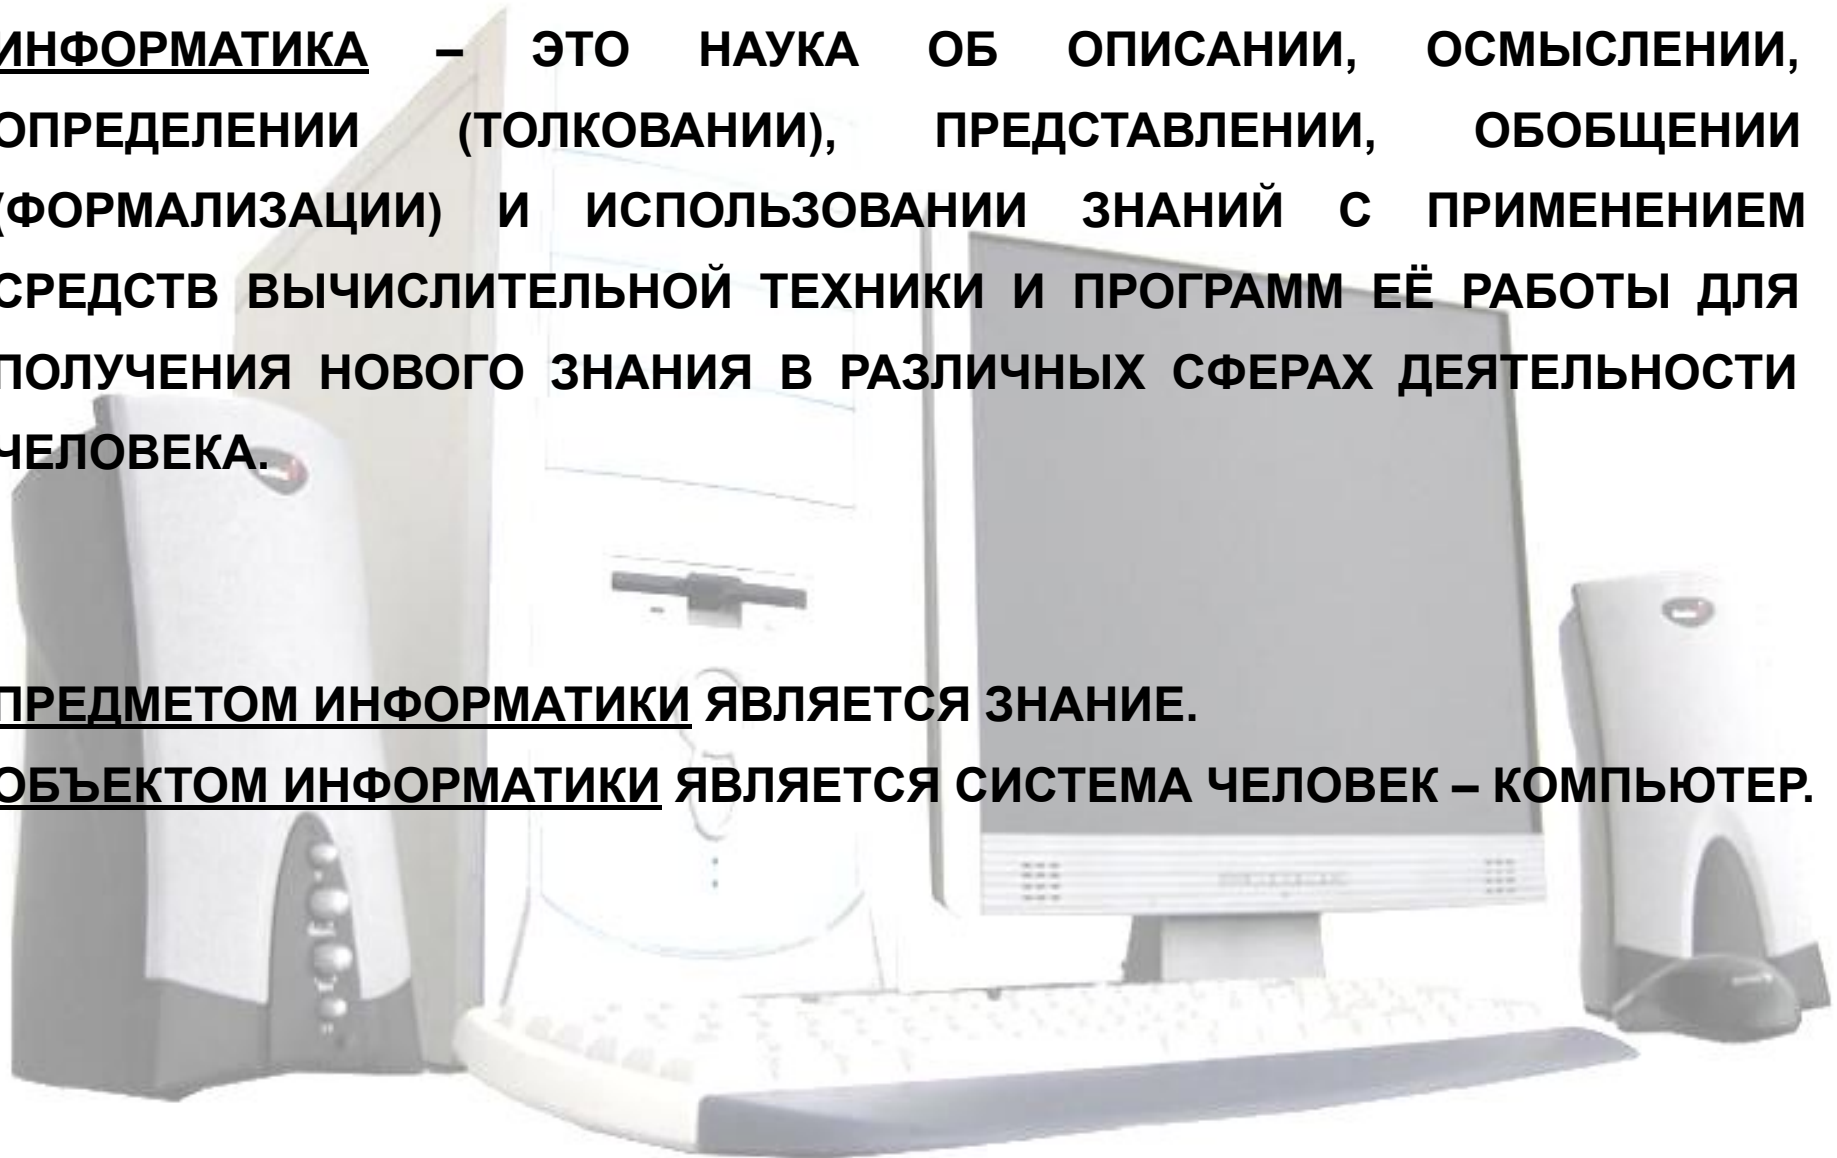 ИНФОРМАТИКА – ЭТО НАУКА ОБ ОПИСАНИИ, ОСМЫСЛЕНИИ,
ОПРЕДЕЛЕНИИ (ТОЛКОВАНИИ), ПРЕДСТАВЛЕНИИ, ОБОБЩЕНИИ
(ФОРМАЛИЗАЦИИ) И ИСПОЛЬЗОВАНИИ ЗНАНИЙ С ПРИМЕНЕНИЕМ
СРЕДСТВ ВЫЧИСЛИТЕЛЬНОЙ ТЕХНИКИ И ПРОГРАММ ЕЁ РАБОТЫ ДЛЯ
ПОЛУЧЕНИЯ НОВОГО ЗНАНИЯ В РАЗЛИЧНЫХ СФЕРАХ ДЕЯТЕЛЬНОСТИ
ЧЕЛОВЕКА.
ПРЕДМЕТОМ ИНФОРМАТИКИ ЯВЛЯЕТСЯ ЗНАНИЕ.
ОБЪЕКТОМ ИНФОРМАТИКИ ЯВЛЯЕТСЯ СИСТЕМА ЧЕЛОВЕК – КОМПЬЮТЕР.